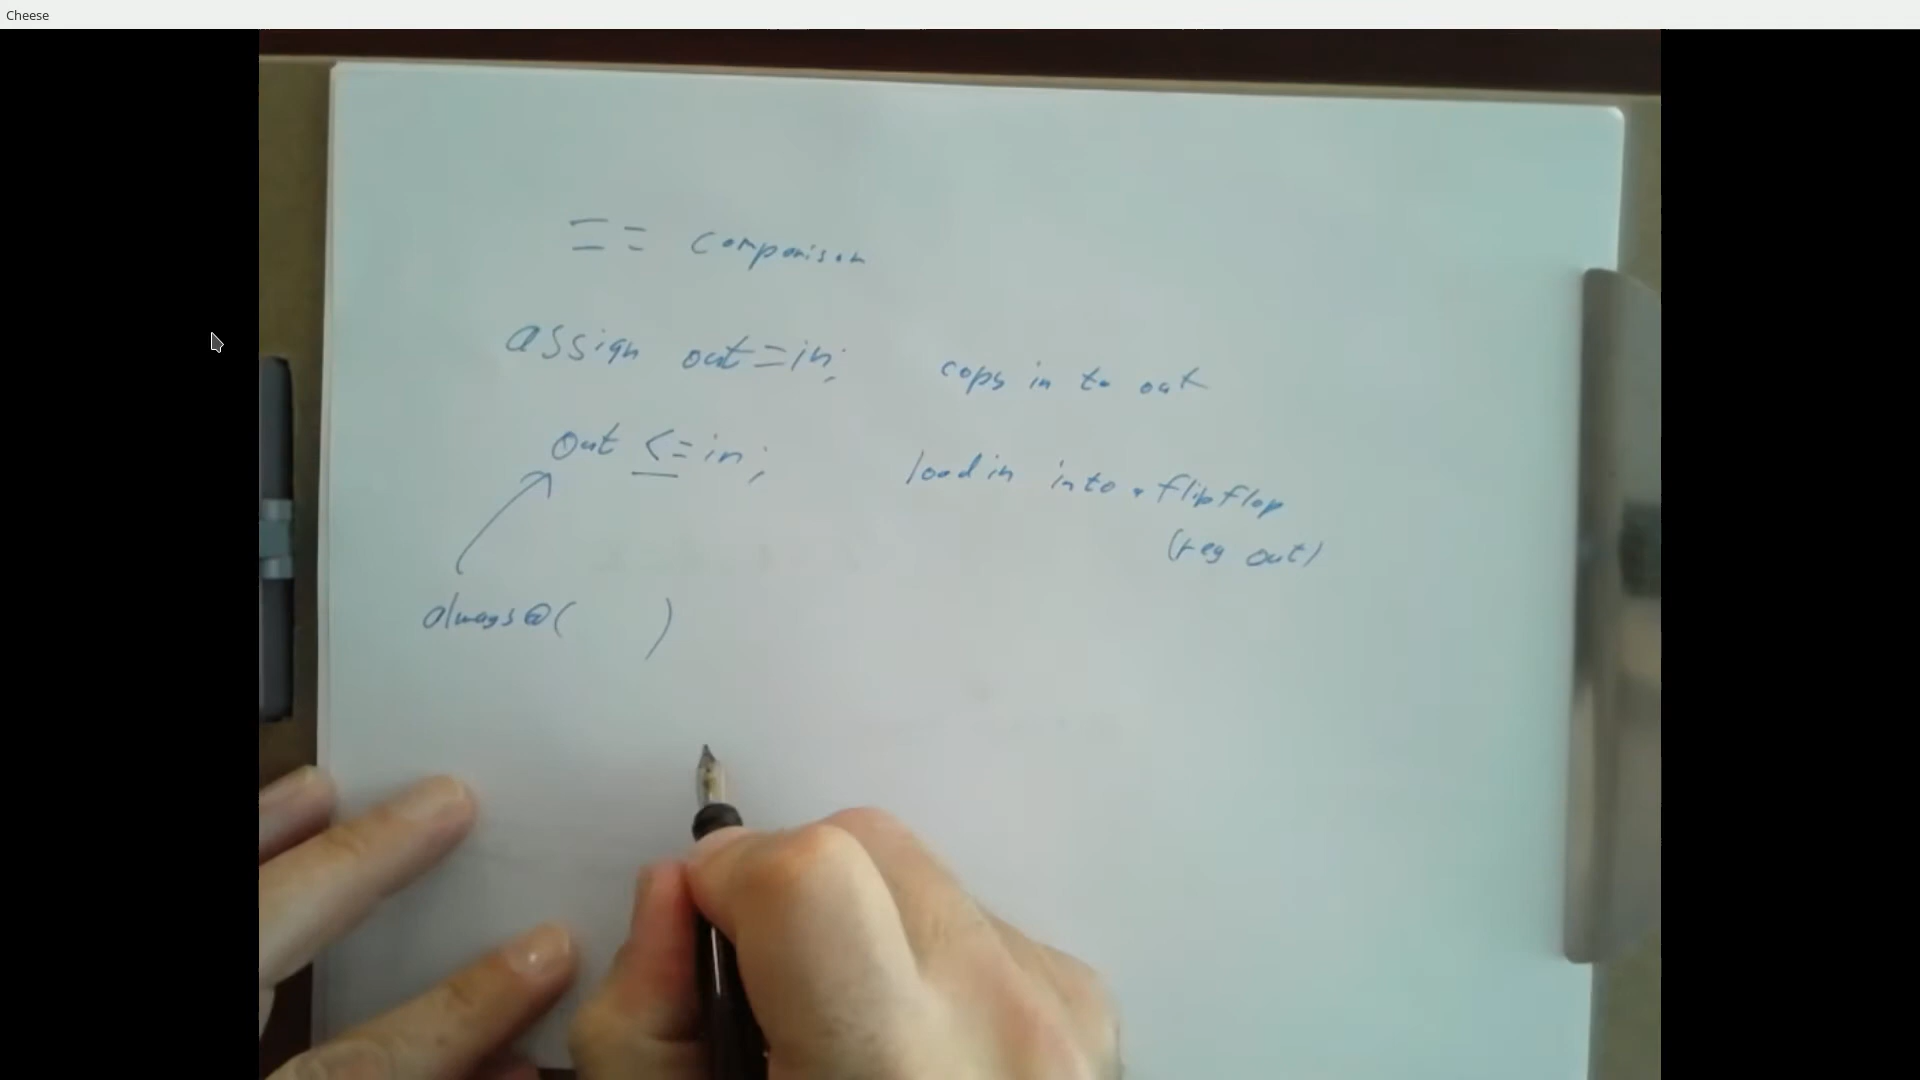 Cheese
== comparison
assign out=in; copy in to out
out <=in; load in into a flipflop
(reg out)
always@( )